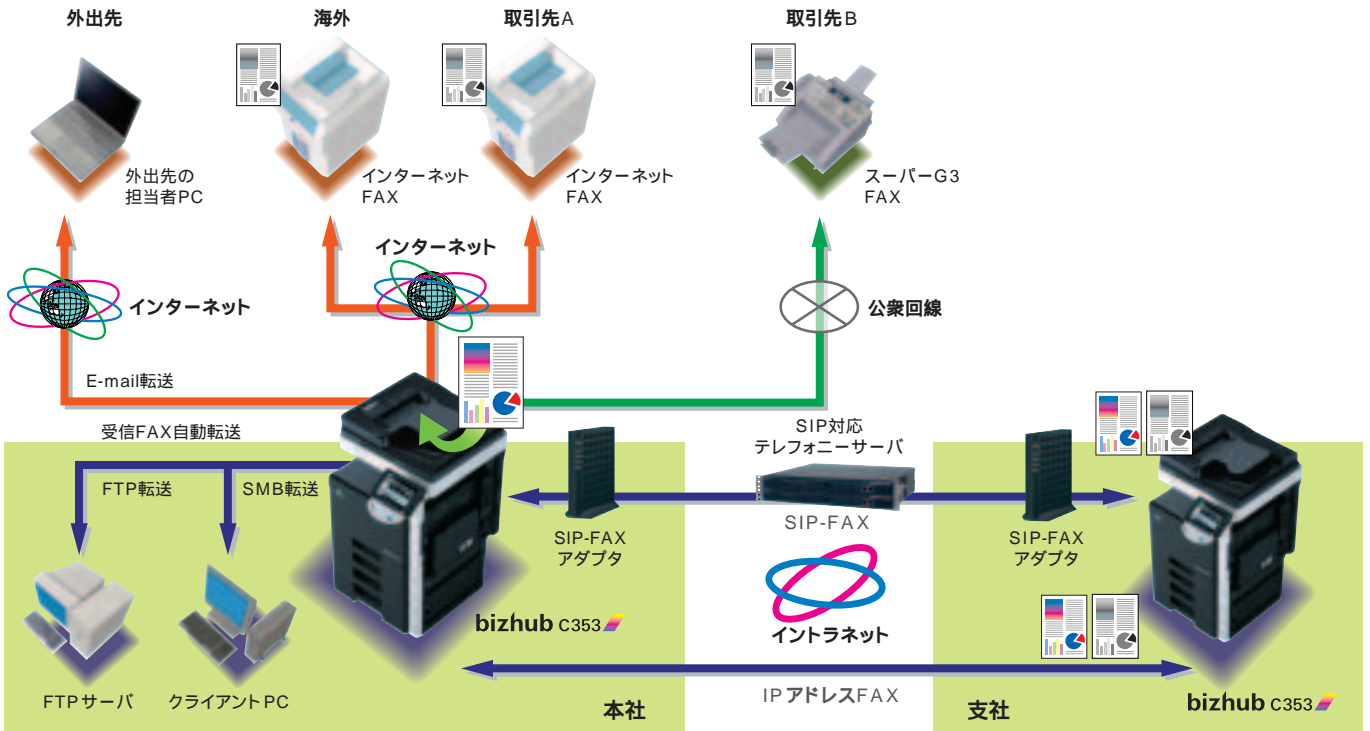 外出先
海外
取引先A
取引先B
外出先の
担当者PC
インターネット
FAX
インターネット
FAX
スーパーG3
FAX
インターネット
インターネット
公衆回線
E-mail転送
受信FAX自動転送
FTP転送
SMB転送
SIP対応
テレフォニーサーバ
SIP-FAX
アダプタ
SIP-FAX
SIP-FAX
アダプタ
bizhub C353
イントラネット
FTPサーバ
クライアントPC
本社
IPアドレスFAX
支社
bizhub C353